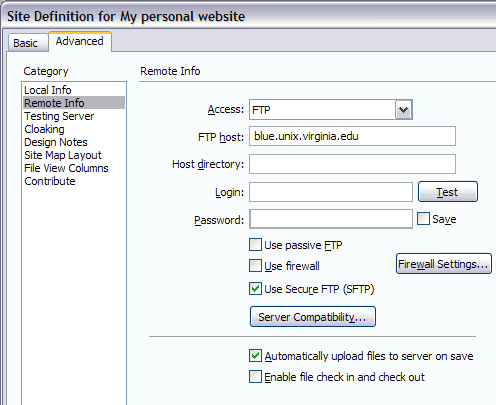 Site Definition for My personal website
Basic
Advanced
Category
Local Info
Remote Info
Testing Server
Cloaking
Design Notes
Site Map Layout
File View Columns
Contribute
Remote Info
Access: FTP
FTP host: blue.unix.virginia.edu
Host directory:
Login: Test
Password: Save
Use passive FTP
Use firewall Firewall Settings...
Use Secure FTP (SFTP)
Server Compatibility...
Automatically upload files to server on save
Enable file check in and check out